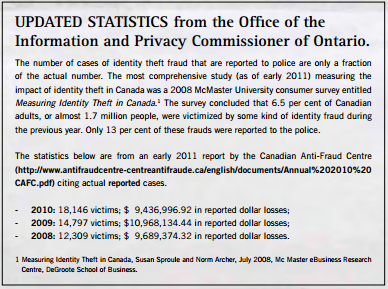 UPDATED STATISTICS from the Office of the
Information and Privacy Commissioner of Ontario.
The number of cases of identity theft fraud that are reported to police are only a fraction
of the actual number. The most comprehensive study (as of early 2011) measuring the
impact of identity theft in Canada was a 2008 McMaster University consumer survey entitled
Measuring Identity Theft in Canada.¹ The survey concluded that 6.5 per cent of Canadian
adults, or almost 1.7 million people, were victimized by some kind of identity fraud during
the previous year. Only 13 per cent of these frauds were reported to the police.
The statistics below are from an early 2011 report by the Canadian Anti-Fraud Centre
(http://www.antifraudcentre-centreantifraude.ca/english/documents/Annual%202010%20
CAFC.pdf) citing actual reported cases.
- 2010: 18,146 victims; $ 9,436,996.92 in reported dollar losses;
- 2009: 14,797 victims; $10,968,134.44 in reported dollar losses;
- 2008: 12,309 victims; $ 9,689,374.32 in reported dollar losses.
1 Measuring Identity Theft in Canada, Susan Sproule and Norm Archer, July 2008, Mc Master eBusiness Research
Centre, DeGroote School of Business.